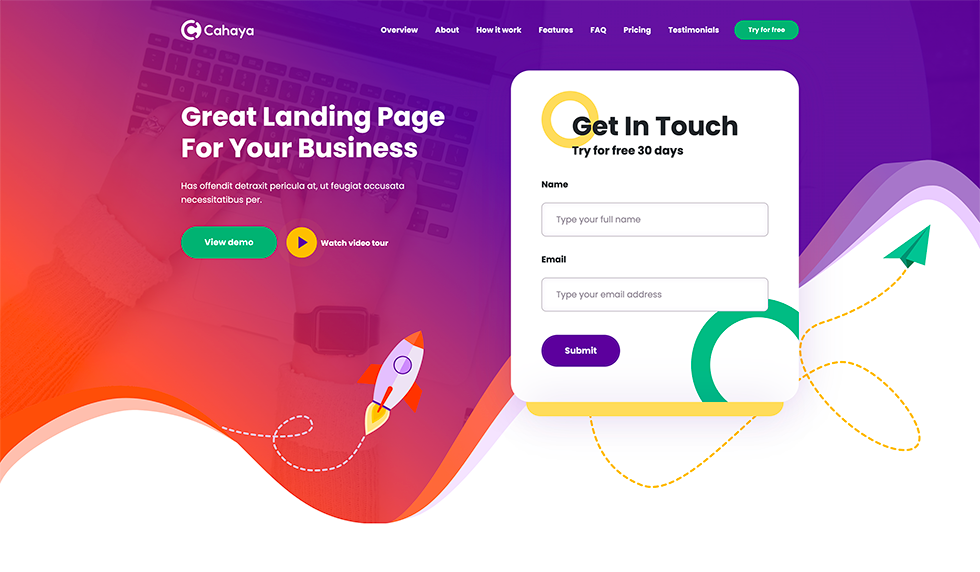 Cahaya
Overview About How it work Features FAQ Pricing Testimonials Try for free
Great Landing Page
For Your Business
Has offendit detraxit pericula at, ut feugiat accusata
necessitatibus per.
View demo Watch video tour
Get In Touch
Try for free 30 days
Name
Type your full name
Email
Type your email address
Submit